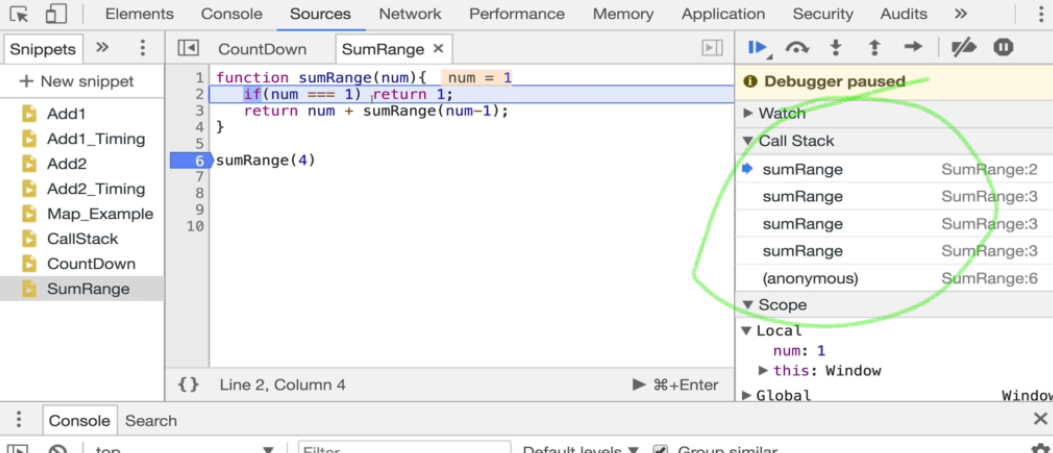 Elements Console Sources Network Performance Memory Application Security Audits »
Snippets » CountDown SumRange ×
+ New snippet
Add1
Add1_Timing
Add2
Add2_Timing
Map_Example
CallStack
CountDown
SumRange
1 function sumRange(num){ num = 1
2 if(num === 1) return 1;
3 return num + sumRange(num-1);
4 }
5
6 sumRange(4)
7
8
9
10
{} Line 2, Column 4 ⌘+Enter
Debugger paused
Watch
Call Stack
sumRange SumRange:2
sumRange SumRange:3
sumRange SumRange:3
sumRange SumRange:3
(anonymous) SumRange:6
Scope
Local
num: 1
this: Window
Global Window
Console Search
top Filter Default levels Group similar